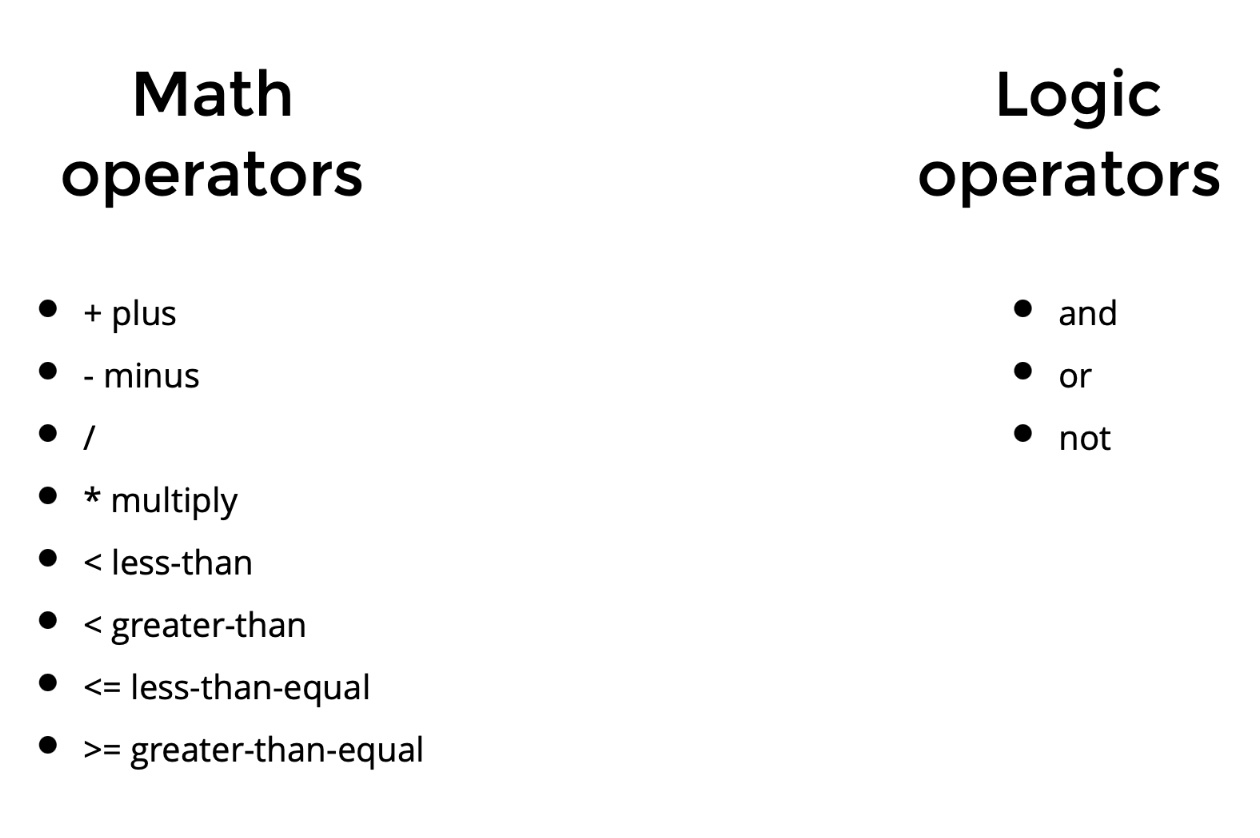 Math
operators
+ plus
- minus
/
* multiply
< less-than
< greater-than
<= less-than-equal
>= greater-than-equal
Logic
operators
and
or
not